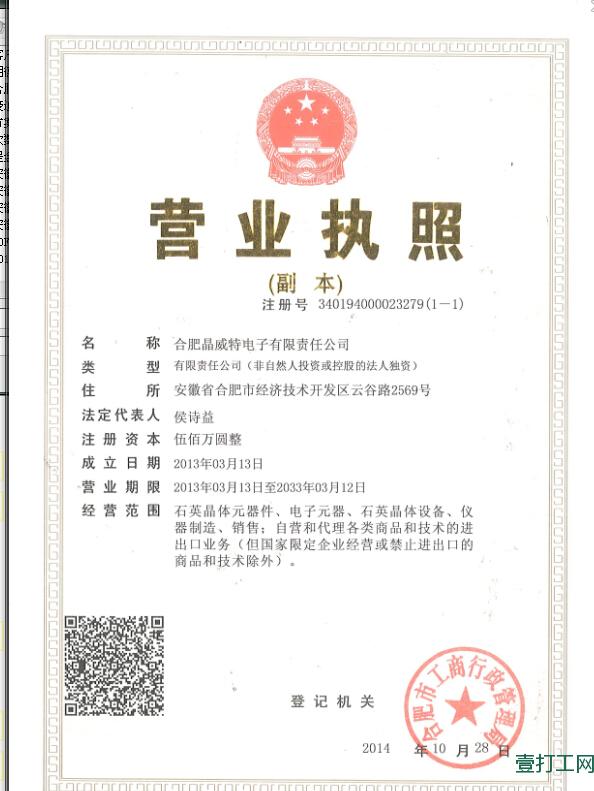 营业执照
(副 本)
注册号 340194000023279(1-1)
名 称 合肥晶威特电子有限责任公司
类 型 有限责任公司（非自然人投资或控股的法人独资）
住 所 安徽省合肥市经济技术开发区云谷路2569号
法定代表人 侯诗益
注册资本 伍佰万圆整
成立日期 2013年03月13日
营业期限 2013年03月13日至2033年03月12日
经营范围 石英晶体元器件、电子元器、石英晶体设备、仪
器制造、销售；自营和代理各类商品和技术的进
出口业务（但国家限定企业经营或禁止进出口的
商品和技术除外）。
登记机关
合肥市工商行政管理局
2014 年 10 月 28 日
壹打工网